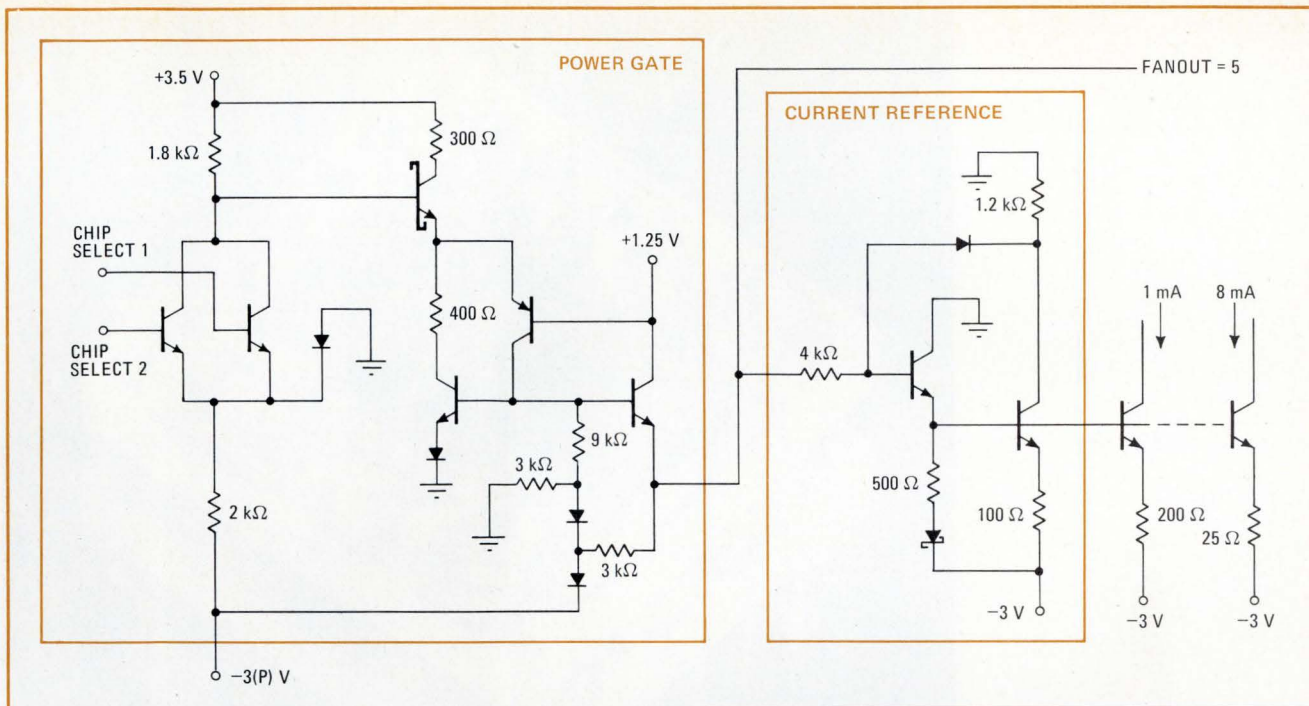 POWER GATE
FANOUT = 5
+3.5 V
CURRENT REFERENCE
300 Ω
1.8 kΩ
1.2 kΩ
CHIP
SELECT 1
+1.25 V
1 mA
8 mA
400 Ω
CHIP
SELECT 2
4 kΩ
9 kΩ
3 kΩ
500 Ω
2 kΩ
100 Ω
200 Ω
25 Ω
3 kΩ
−3 V
−3 V
−3 V
−3(P) V